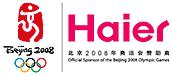 Haier
Beijing 2008
北京2008年奥运会赞助商
Official Sponsor of the Beijing 2008 Olympic Games